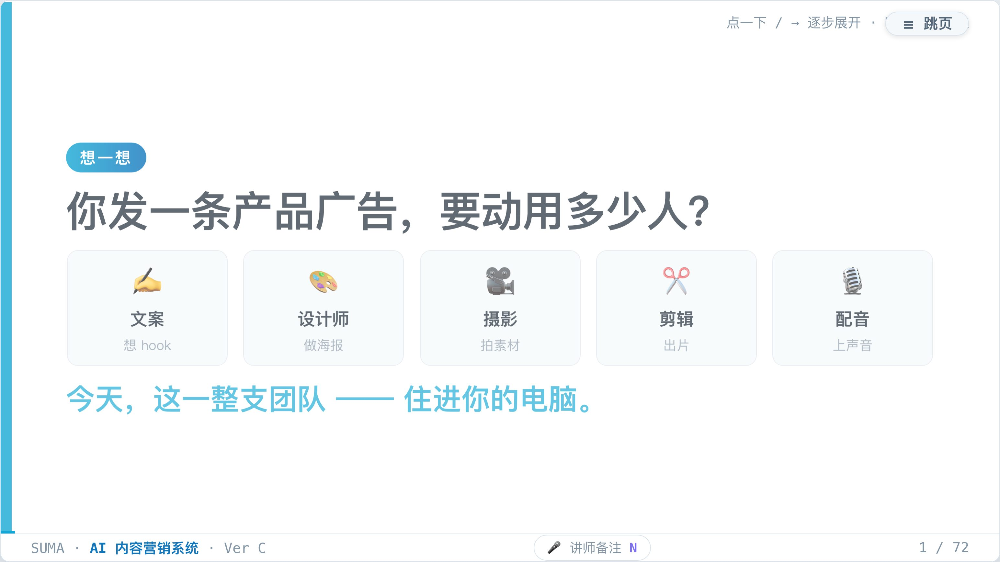 点一下 / → 逐步展开 ·
≡ 跳页
想一想
你发一条产品广告，要动用多少人?
文案
想 hook
设计师
做海报
摄影
拍素材
剪辑
出片
配音
上声音
今天，这一整支团队 —— 住进你的电脑。
SUMA · AI 内容营销系统 · Ver C
讲师备注 N
1 / 72